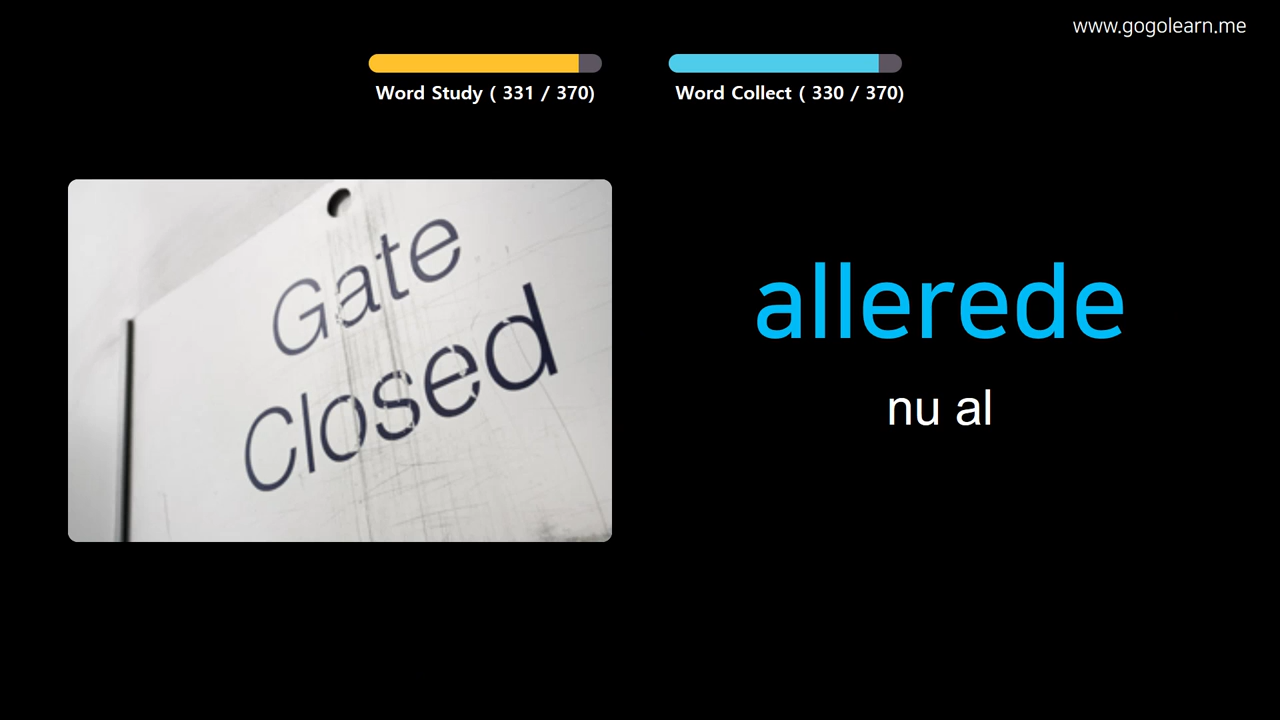 www.gogolearn.me
Word Study ( 331 / 370)
Word Collect ( 330 / 370)
Gate
Closed
allerede
nu al